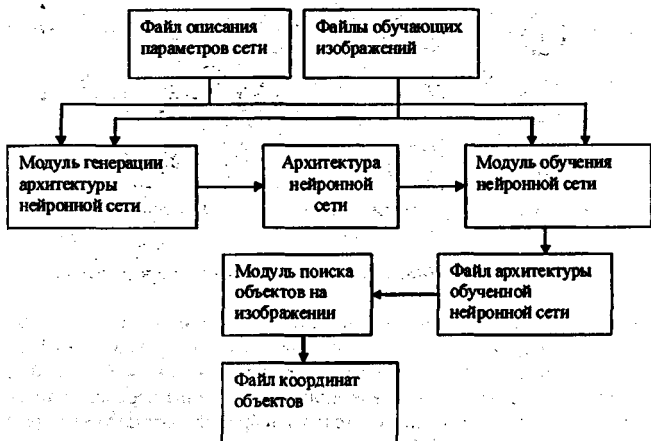 Файл описания
параметров сети
Файлы обучающих
изображений
Модуль генерации
архитектуры
нейронной сети
Архитектура
нейронной
сети
Модуль обучения
нейронной сети
Модуль поиска
объектов на
изображении
Файл архитектуры
обученной
нейронной сети
Файл координат
объектов